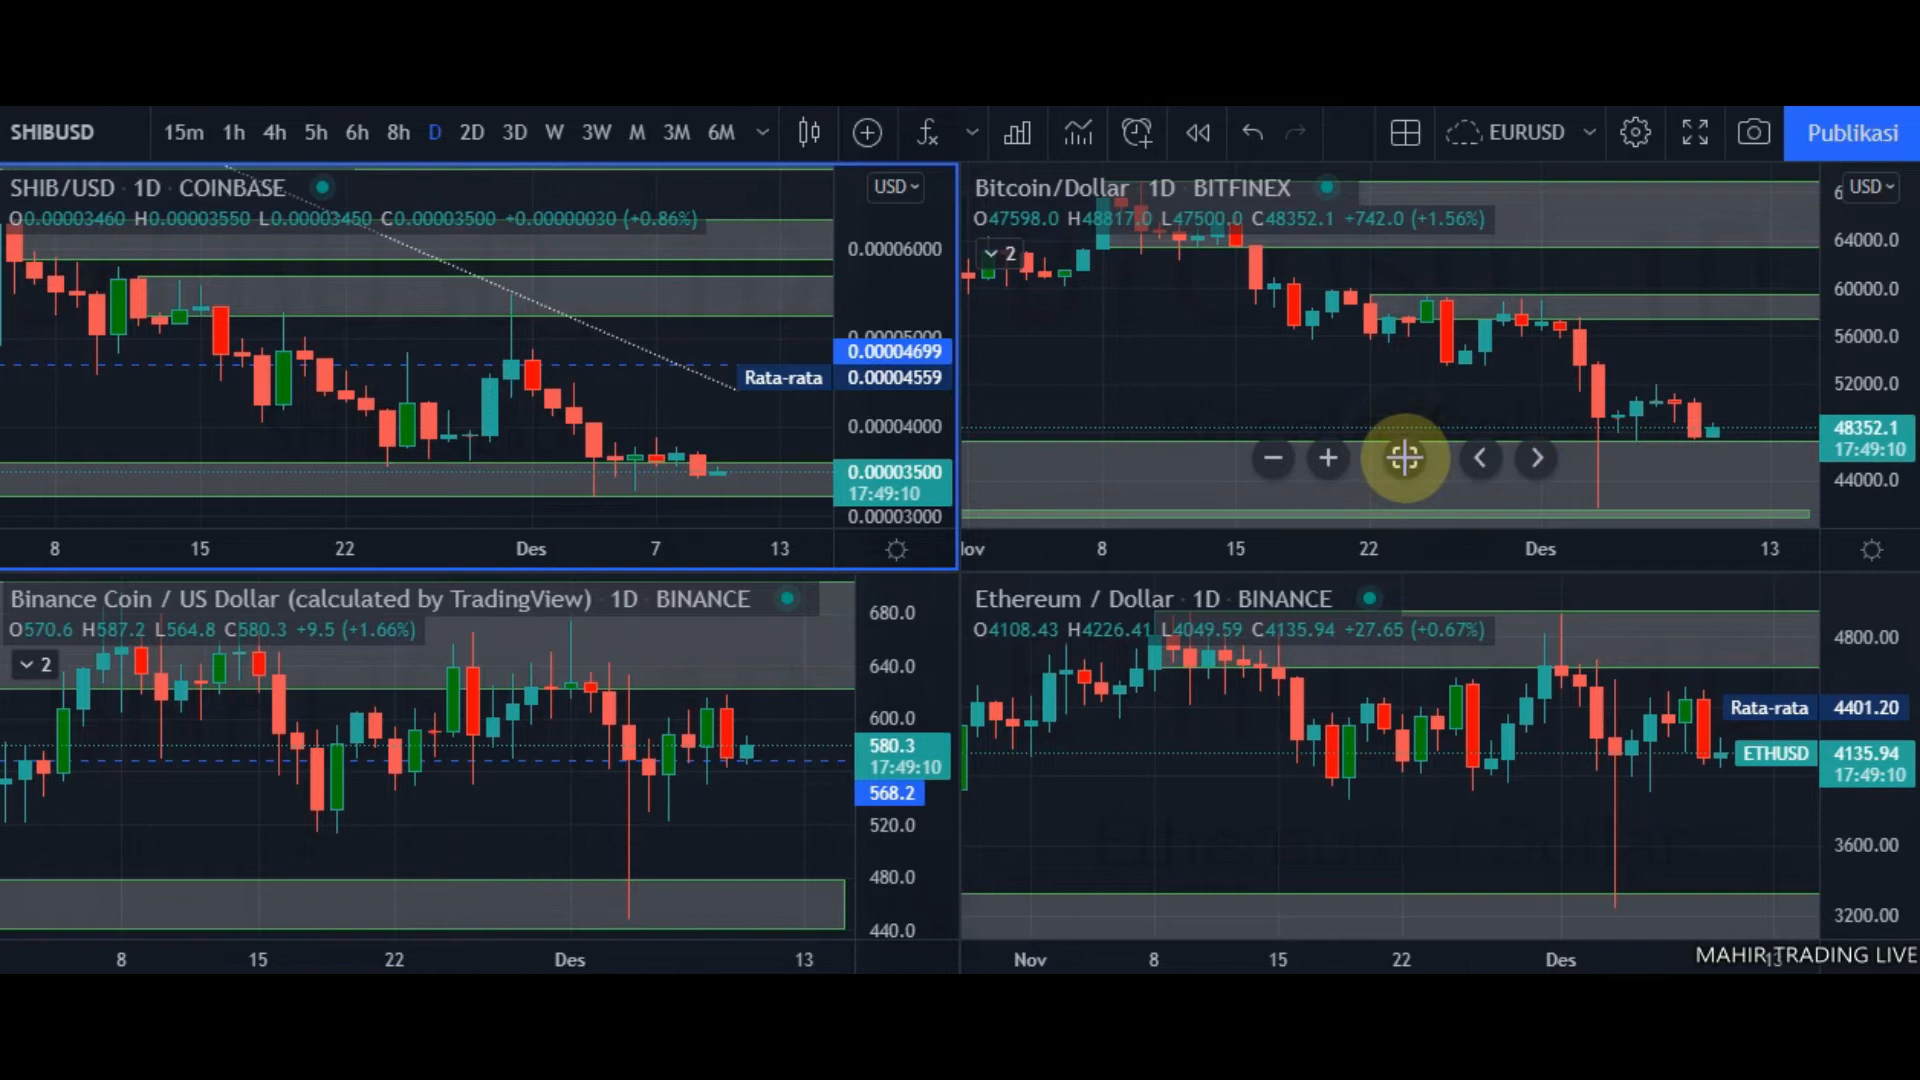 SHIBUSD 15m 1h 4h 5h 6h 8h D 2D 3D W 3W M 3M 6M EURUSD Publikasi
SHIB/USD · 1D · COINBASE
USD
O0.00003460 H0.00003550 L0.00003450 C0.00003500 +0.00000030 (+0.86%)
0.00006000
0.00005000
0.00004699
Rata-rata 0.00004559
0.00004000
0.00003500
17:49:10
0.00003000
8 15 22 Des 7 13
Bitcoin/Dollar · 1D · BITFINEX
USD
O47598.0 H48817.0 L47500.0 C48352.1 +742.0 (+1.56%)
2
64000.0
60000.0
56000.0
52000.0
48352.1
17:49:10
44000.0
8 15 22 Des 13
Binance Coin / US Dollar (calculated by TradingView) · 1D · BINANCE
O570.6 H587.2 L564.8 C580.3 +9.5 (+1.66%)
2
680.0
640.0
600.0
580.3
17:49:10
568.2
520.0
480.0
440.0
8 15 22 Des 13
Ethereum / Dollar · 1D · BINANCE
O4108.43 H4226.41 L4049.59 C4135.94 +27.65 (+0.67%)
4800.00
Rata-rata 4401.20
ETHUSD 4135.94
17:49:10
3600.00
3200.00
Nov 8 15 22 Des 13
MAHIR TRADING LIVE